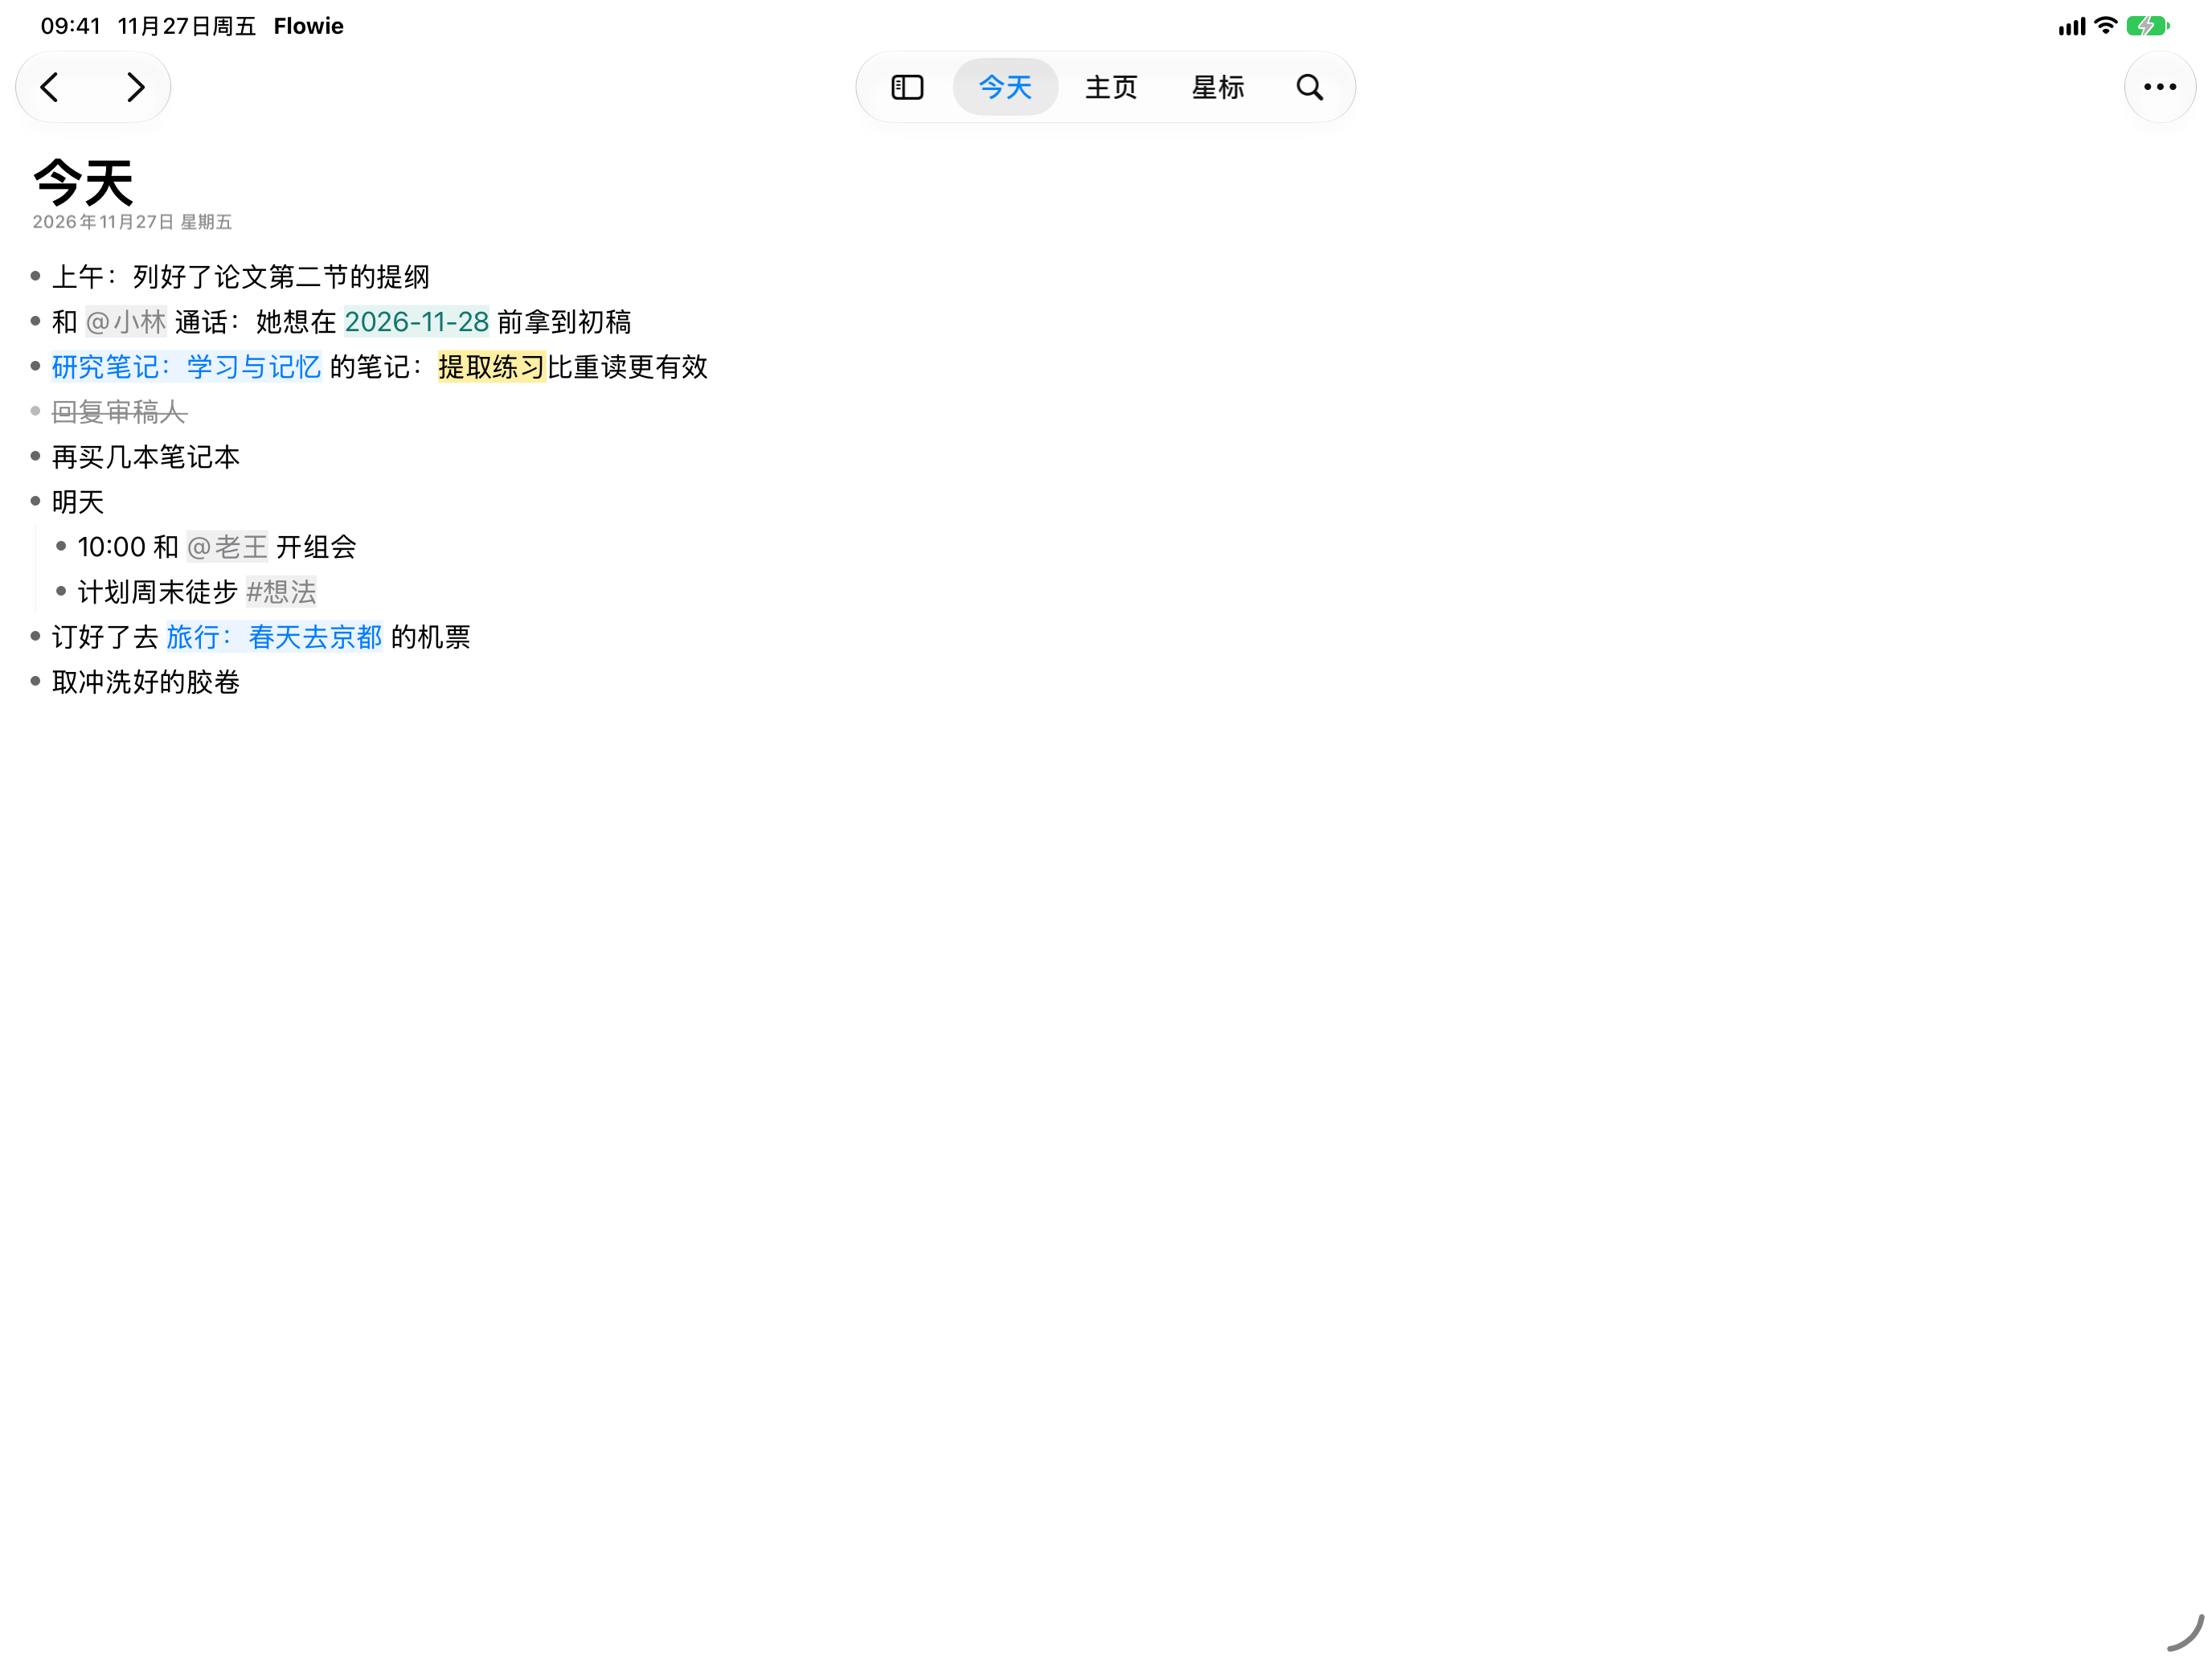 09:41 11月27日周五 Flowie
今天 主页 星标
今天
2026年11月27日 星期五
上午：列好了论文第二节的提纲
和 @小林 通话：她想在 2026-11-28 前拿到初稿
研究笔记：学习与记忆 的笔记：提取练习比重读更有效
回复审稿人
再买几本笔记本
明天
10:00 和 @老王 开组会
计划周末徒步 #想法
订好了去 旅行：春天去京都 的机票
取冲洗好的胶卷